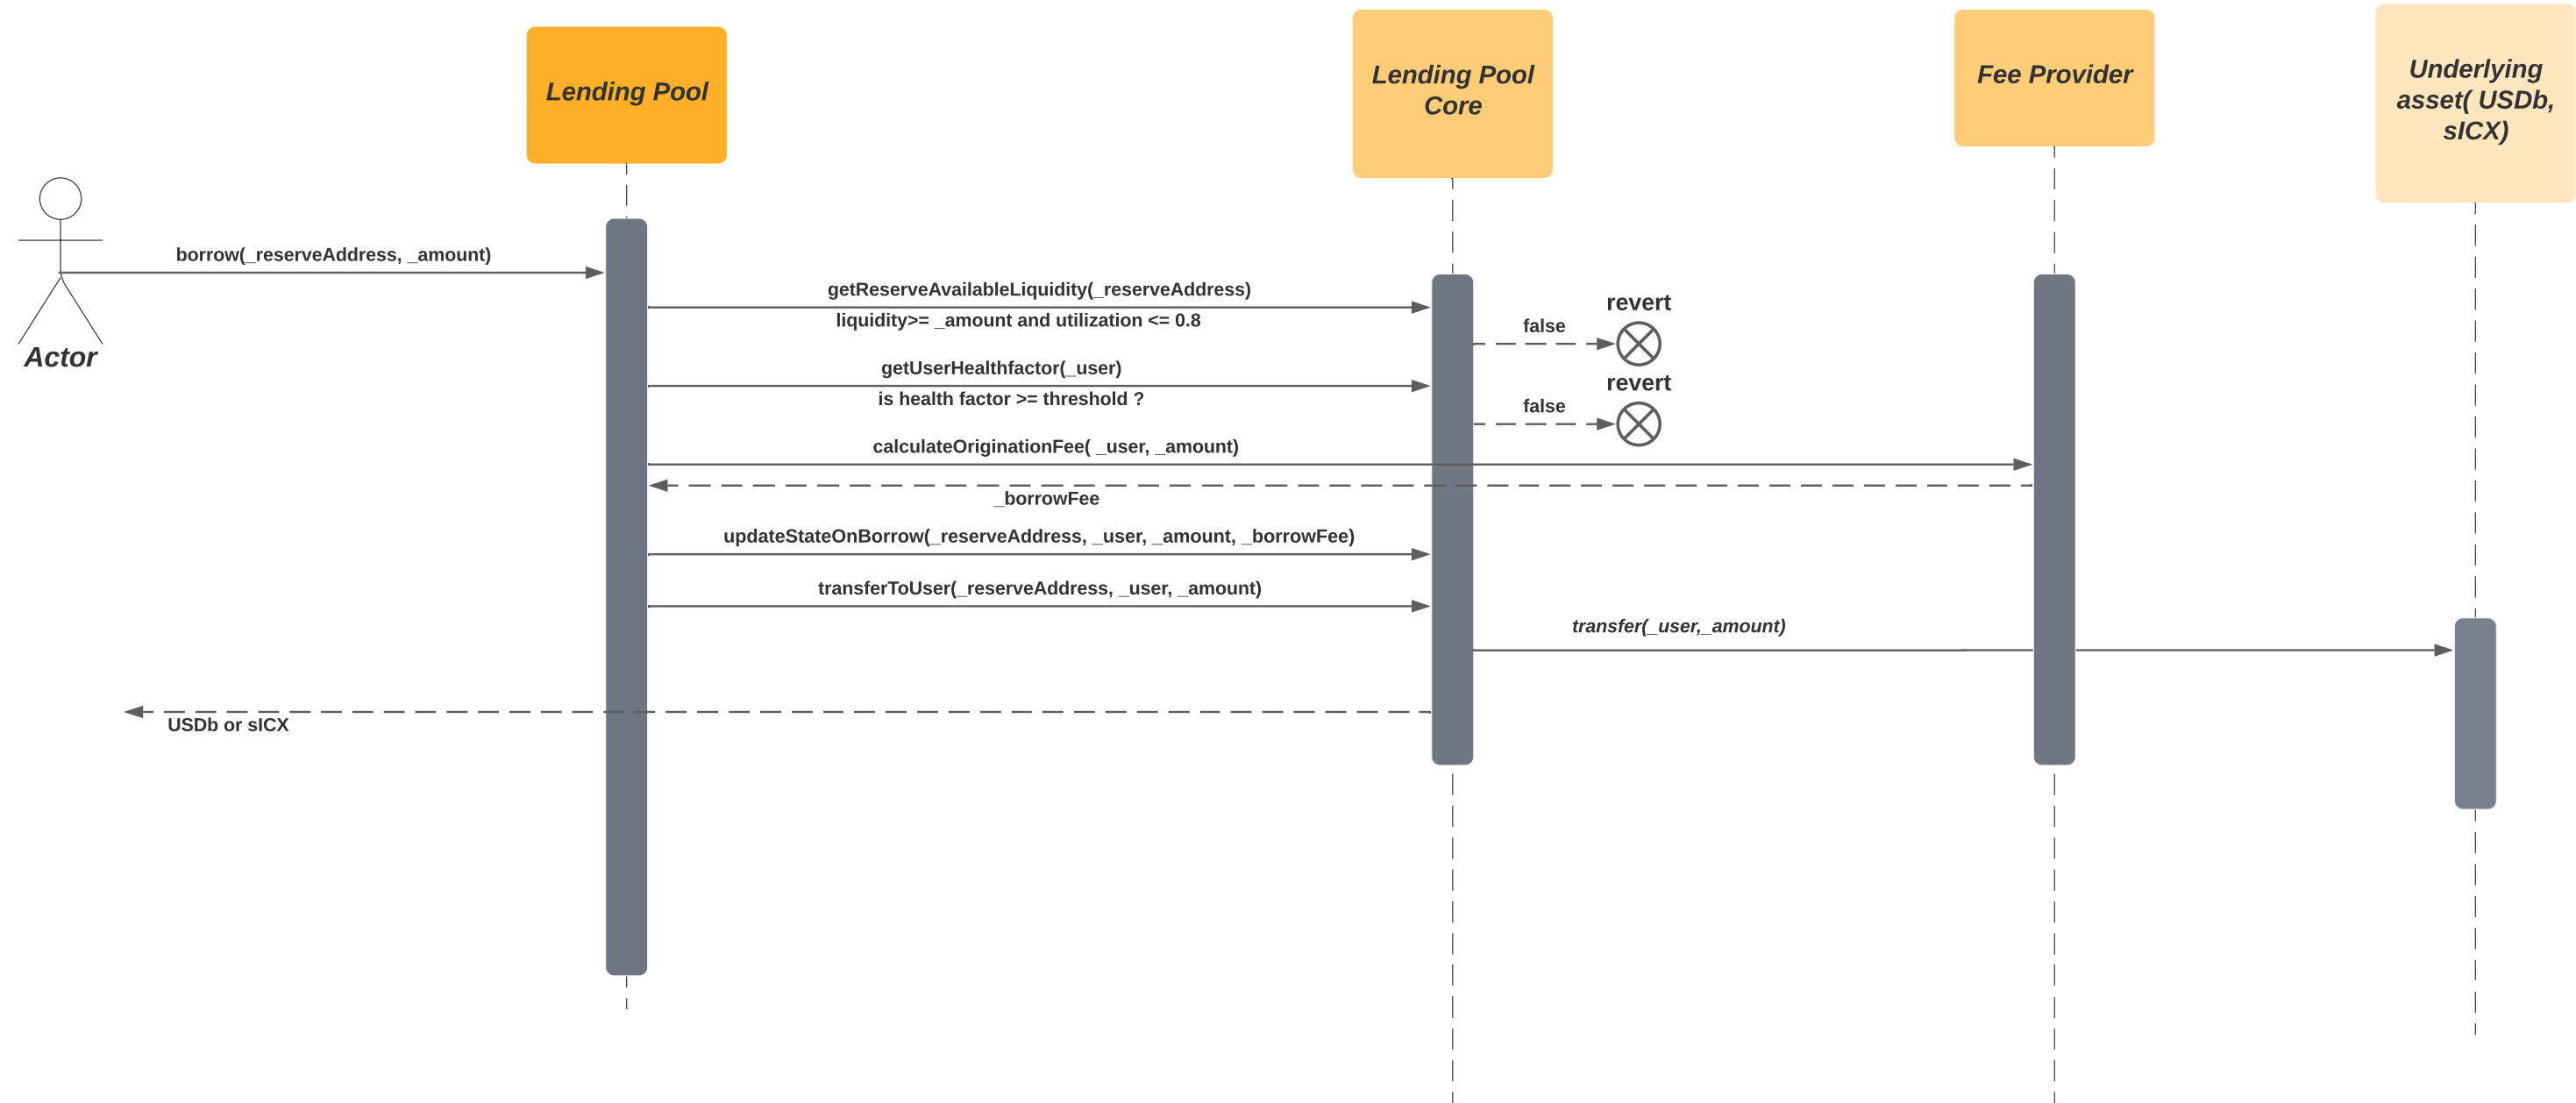 Lending Pool
Lending Pool
Core
Fee Provider
Underlying
asset( USDb,
sICX)
Actor
borrow(_reserveAddress, _amount)
getReserveAvailableLiquidity(_reserveAddress)
liquidity>= _amount and utilization <= 0.8
false
revert
getUserHealthfactor(_user)
is health factor >= threshold ?
false
revert
calculateOriginationFee( _user, _amount)
_borrowFee
updateStateOnBorrow(_reserveAddress, _user, _amount, _borrowFee)
transferToUser(_reserveAddress, _user, _amount)
transfer(_user,_amount)
USDb or sICX